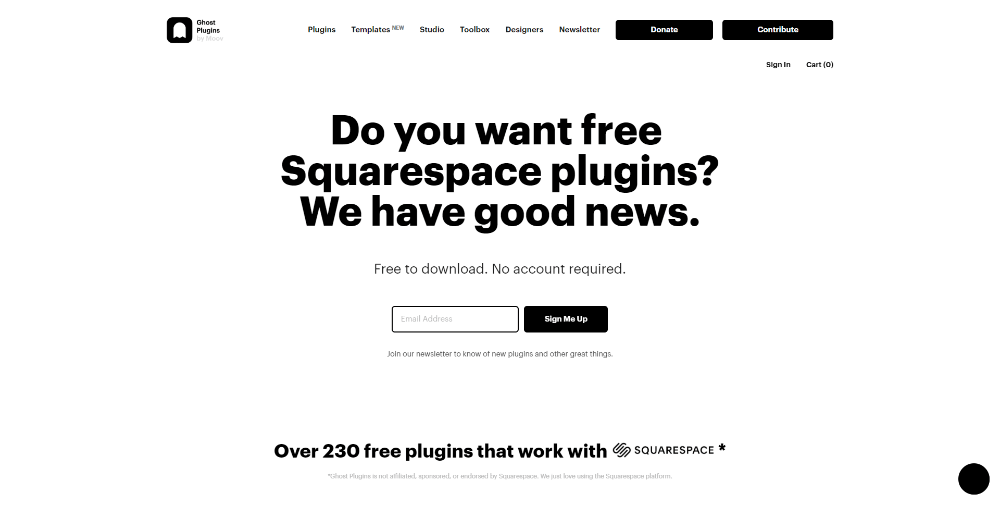 Ghost
Plugins
by Meow
Plugins Templates NEW Studio Toolbox Designers Newsletter Donate Contribute
Sign In Cart (0)
Do you want free
Squarespace plugins?
We have good news.
Free to download. No account required.
Email Address Sign Me Up
Join our newsletter to know of new plugins and other great things.
Over 230 free plugins that work with SQUARESPACE *
*Ghost Plugins is not affiliated, sponsored, or endorsed by Squarespace. We just love using the Squarespace platform.